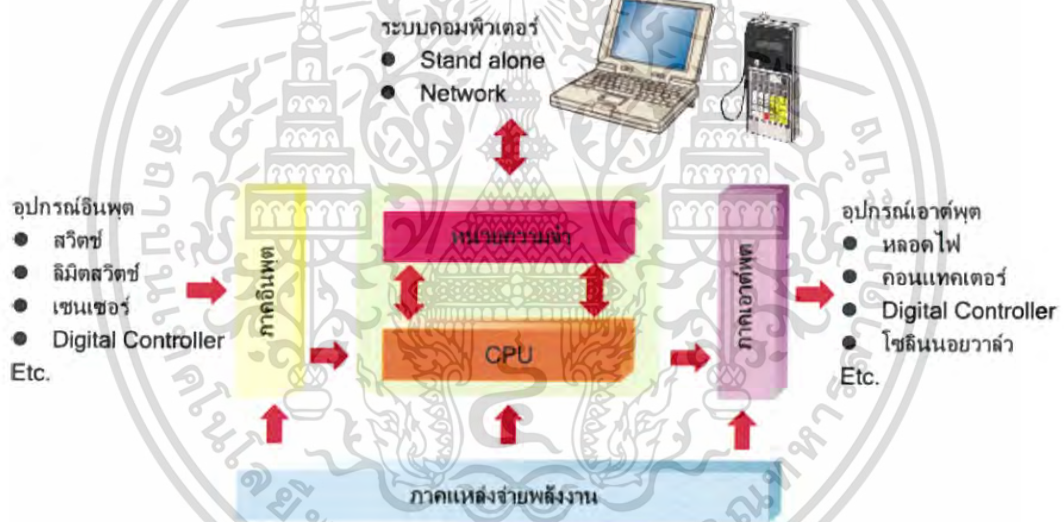 ระบบคอมพิวเตอร์
● Stand alone
● Network
อุปกรณ์อินพุต
● สวิตช์
● ลิมิตสวิตช์
● เซนเซอร์
● Digital Controller
Etc.
ภาคอินพุต
หน่วยความจำ
CPU
ภาคเอาต์พุต
อุปกรณ์เอาต์พุต
● หลอดไฟ
● คอนแทคเตอร์
● Digital Controller
● โซลินนอยวาล์ว
Etc.
ภาคแหล่งจ่ายพลังงาน